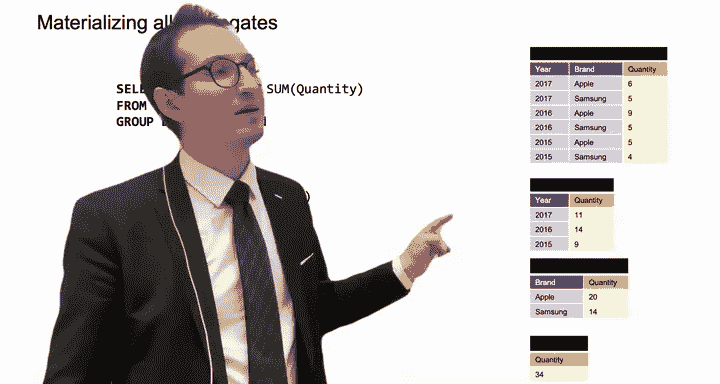 Materializing all
SUM(Quantity)
FROM
GROUP
)
Year Brand Quantity
2017 Apple 6
2017 Samsung 5
2016 Apple 9
2016 Samsung 5
2015 Apple 5
2015 Samsung 4
Year Quantity
2017 11
2016 14
2015 9
Brand Quantity
Apple 20
Samsung 14
Quantity
34